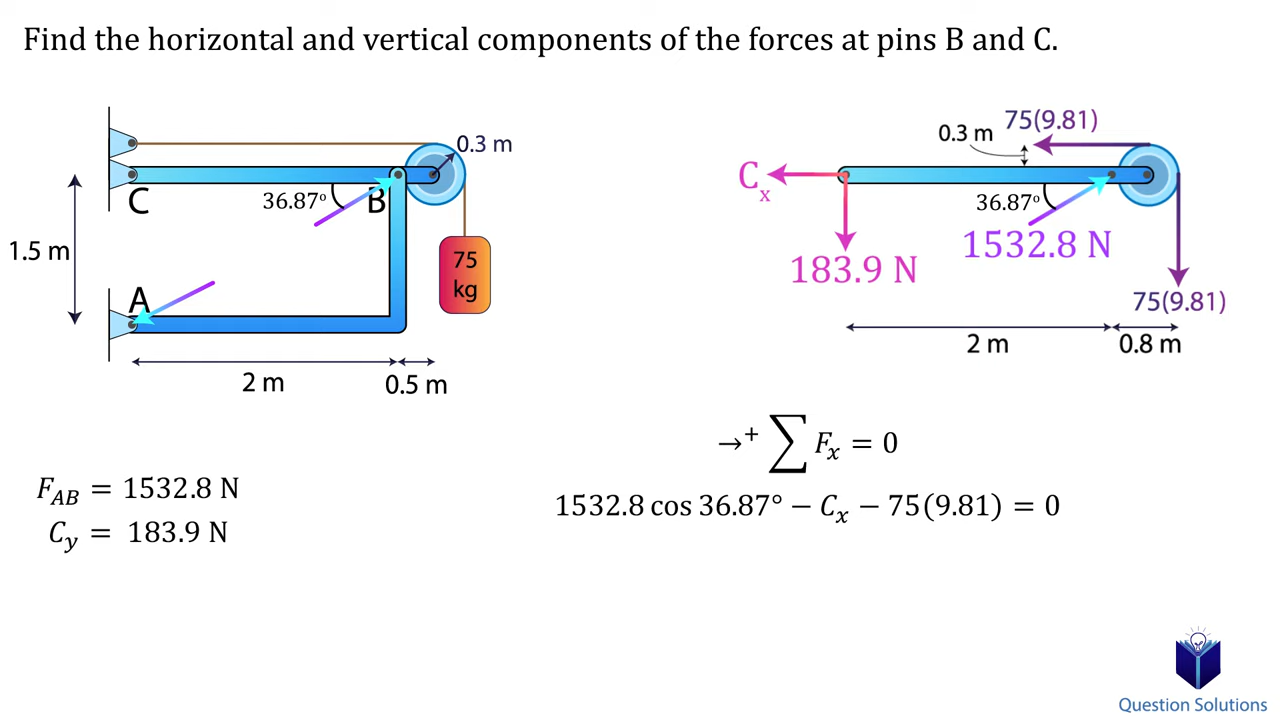 Find the horizontal and vertical components of the forces at pins B and C.
0.3 m
C
36.87°
B
1.5 m
75
kg
A
2 m
0.5 m
75(9.81)
0.3 m
Cₓ
36.87°
1532.8 N
183.9 N
75(9.81)
2 m
0.8 m
→⁺ ∑ Fₓ = 0
1532.8 cos 36.87° − Cₓ − 75(9.81) = 0
F_AB = 1532.8 N
C_y = 183.9 N
Question Solutions